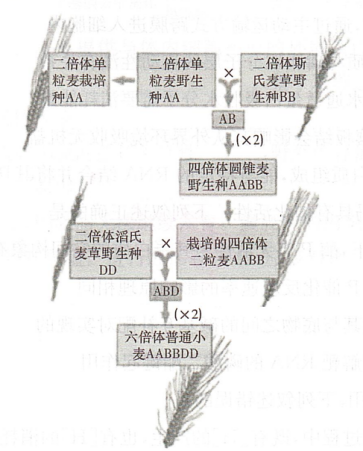 二倍体单
粒麦栽培
种AA
二倍体单
粒麦野生
种AA
×
二倍体斯
氏麦草野
生种BB
AB
(×2)
四倍体圆锥麦
野生种AABB
二倍体滔氏
麦草野生种
DD
×
栽培的四倍体
二粒麦AABB
ABD
(×2)
六倍体普通小
麦AABBDD